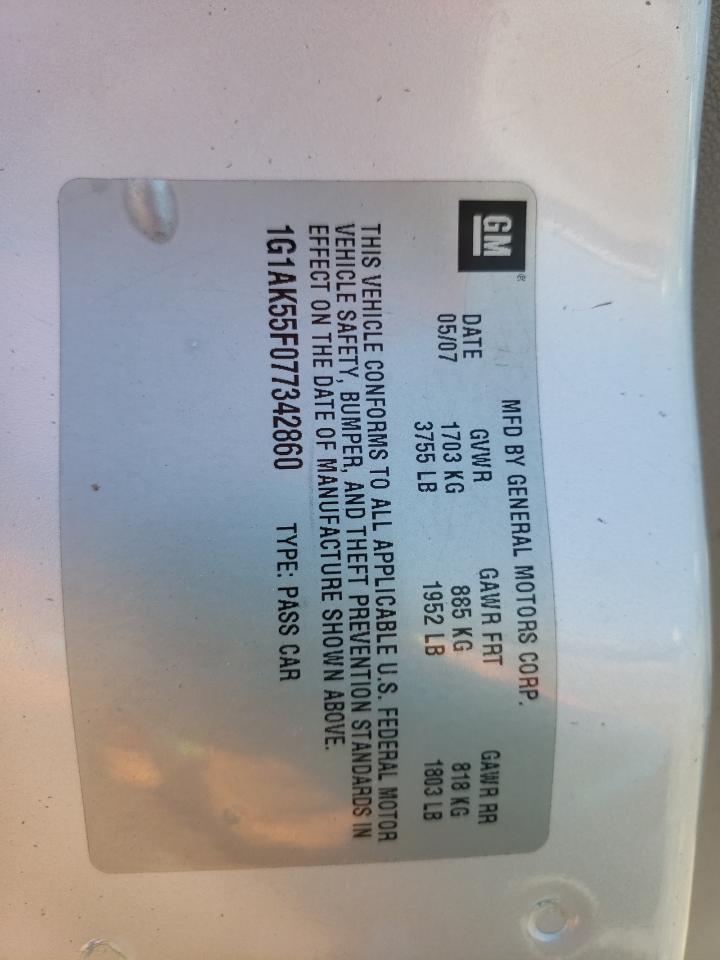 GM®
MFD BY GENERAL MOTORS CORP.
DATE GVWR GAWR FRT GAWR RR
05/07 1703 KG 885 KG 818 KG
3755 LB 1952 LB 1803 LB
THIS VEHICLE CONFORMS TO ALL APPLICABLE U.S. FEDERAL MOTOR
VEHICLE SAFETY, BUMPER, AND THEFT PREVENTION STANDARDS IN
EFFECT ON THE DATE OF MANUFACTURE SHOWN ABOVE.
1G1AK55F077342860 TYPE: PASS CAR